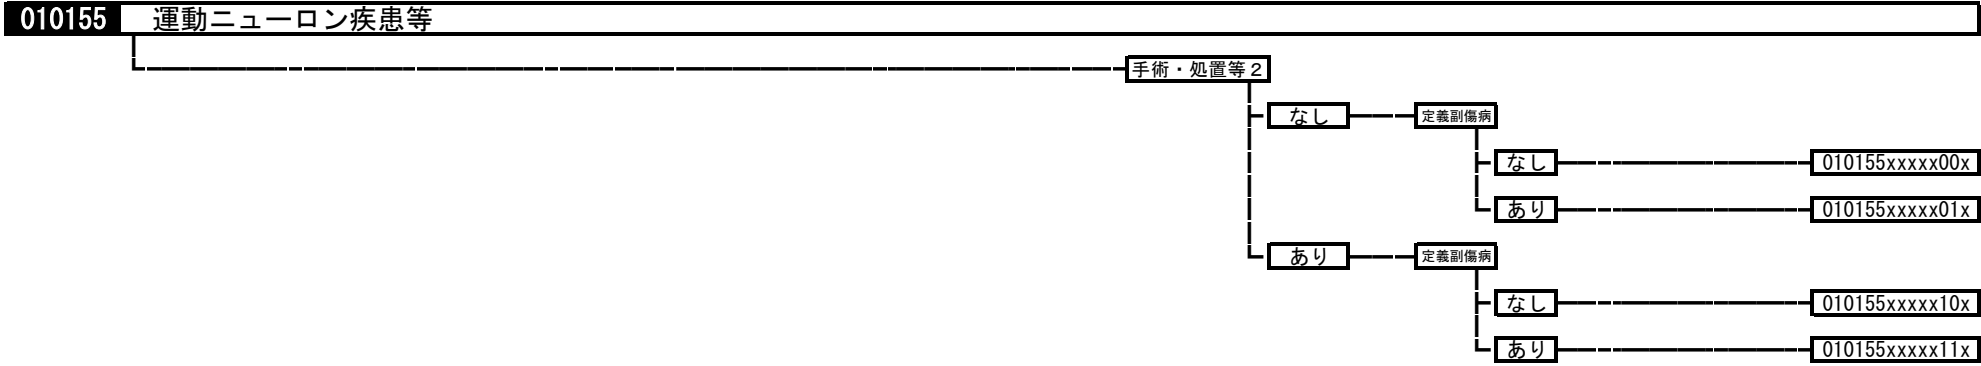 010155 運動ニューロン疾患等
手術・処置等２
なし 定義副傷病
なし 010155xxxxx00x
あり 010155xxxxx01x
あり 定義副傷病
なし 010155xxxxx10x
あり 010155xxxxx11x